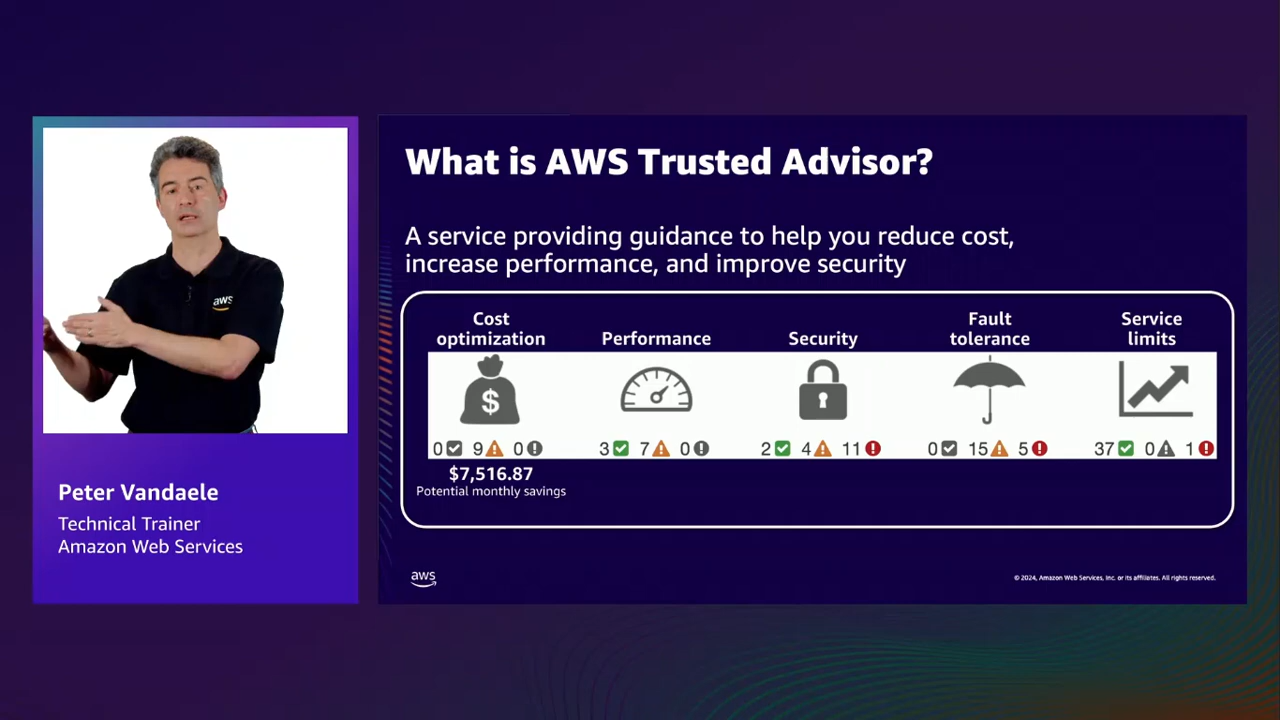 aws
Peter Vandaele
Technical Trainer
Amazon Web Services
What is AWS Trusted Advisor?
A service providing guidance to help you reduce cost,
increase performance, and improve security
Cost
optimization
Performance
Security
Fault
tolerance
Service
limits
$
0 9 0
3 7 0
2 4 11
0 15 5
37 0 1
$7,516.87
Potential monthly savings
aws
© 2024, Amazon Web Services, Inc. or its affiliates. All rights reserved.